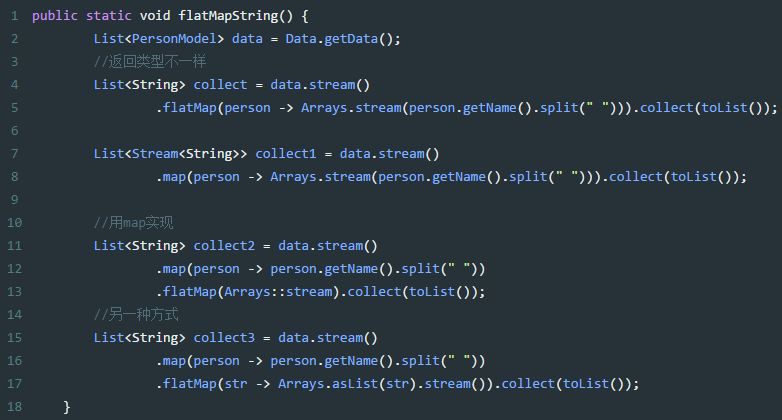 1 public static void flatMapString() {
2 List<PersonModel> data = Data.getData();
3 //返回类型不一样
4 List<String> collect = data.stream()
5 .flatMap(person -> Arrays.stream(person.getName().split(" "))).collect(toList());
6
7 List<Stream<String>> collect1 = data.stream()
8 .map(person -> Arrays.stream(person.getName().split(" "))).collect(toList());
9
10 //用map实现
11 List<String> collect2 = data.stream()
12 .map(person -> person.getName().split(" "))
13 .flatMap(Arrays::stream).collect(toList());
14 //另一种方式
15 List<String> collect3 = data.stream()
16 .map(person -> person.getName().split(" "))
17 .flatMap(str -> Arrays.asList(str).stream()).collect(toList());
18 }